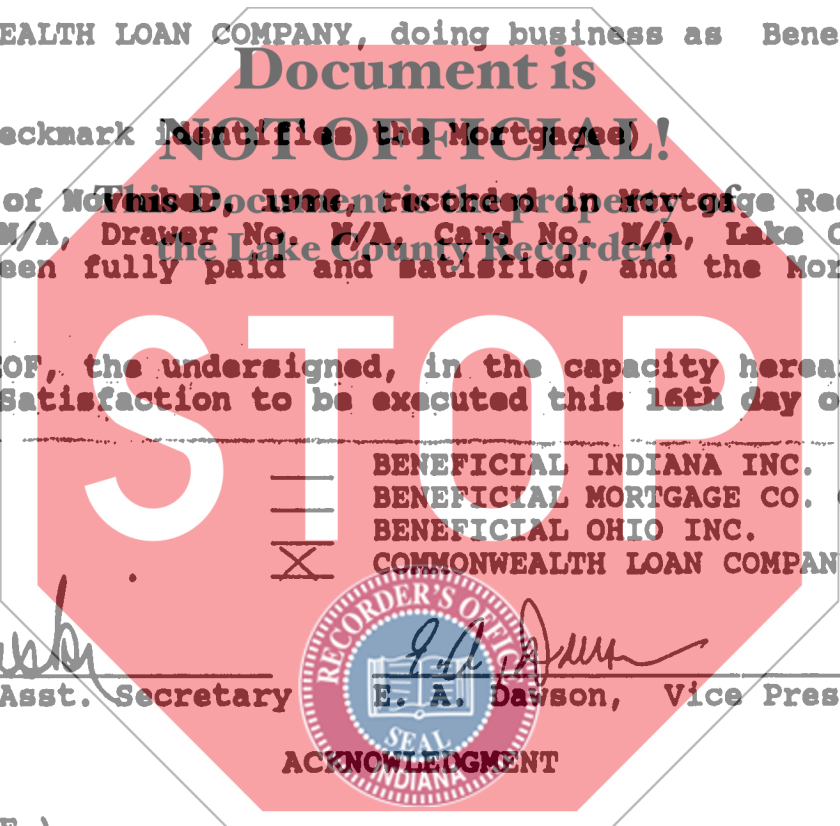 EALTH LOAN COMPANY, doing business as Bene
Document is
eckmark identifies the Mortgagee)
NOT OFFICIAL!
of November, recorded in Mortgage Rec
This Document is the property of
N/A, Drawer No. N/A, Card No. N/A, Lake C
the Lake County Recorder!
een fully paid and satisfied, and the Mor
STOP
OF, the undersigned, in the capacity herea
Satisfaction to be executed this 16th day o
BENEFICIAL INDIANA INC.
BENEFICIAL MORTGAGE CO.
BENEFICIAL OHIO INC.
X COMMONWEALTH LOAN COMPAN
RECORDER'S OFFICE
SEAL
INDIANA
Asst. Secretary E. A. Dawson, Vice Pres
ACKNOWLEDGMENT